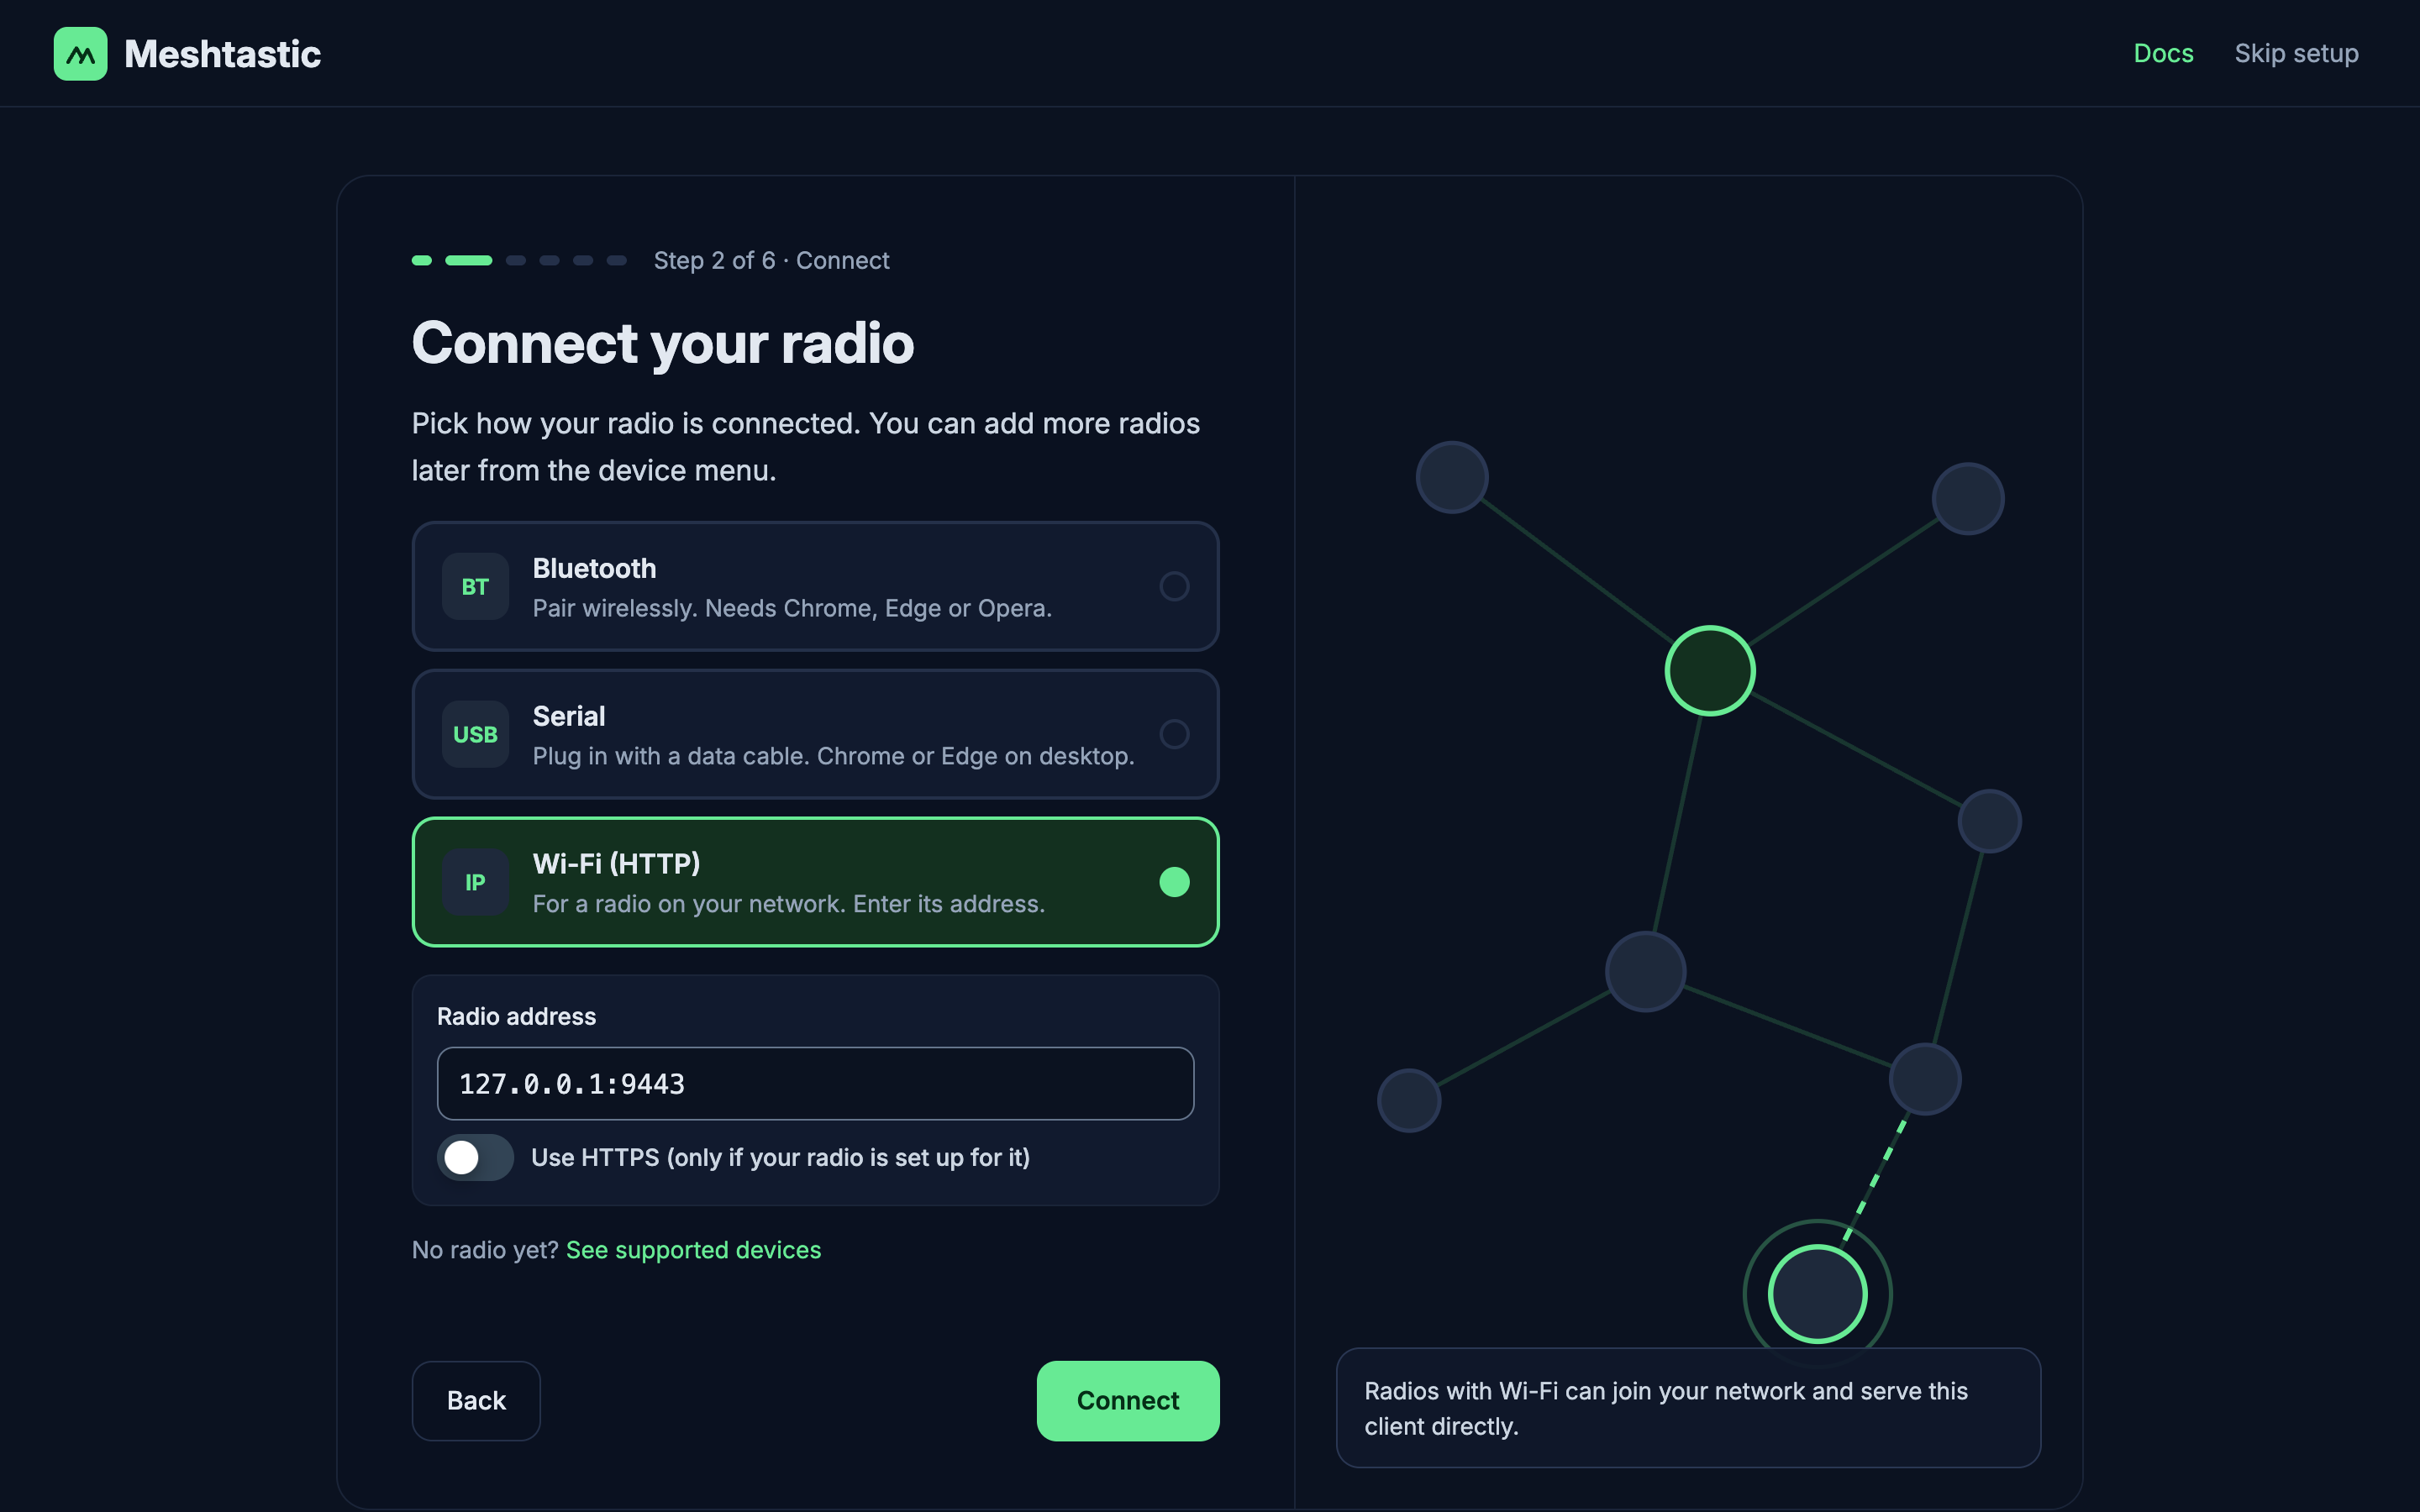 Meshtastic
Docs
Skip setup
Step 2 of 6 · Connect
Connect your radio
Pick how your radio is connected. You can add more radios
later from the device menu.
BT
Bluetooth
Pair wirelessly. Needs Chrome, Edge or Opera.
USB
Serial
Plug in with a data cable. Chrome or Edge on desktop.
IP
Wi-Fi (HTTP)
For a radio on your network. Enter its address.
Radio address
127.0.0.1:9443
Use HTTPS (only if your radio is set up for it)
No radio yet? See supported devices
Back
Connect
Radios with Wi-Fi can join your network and serve this
client directly.